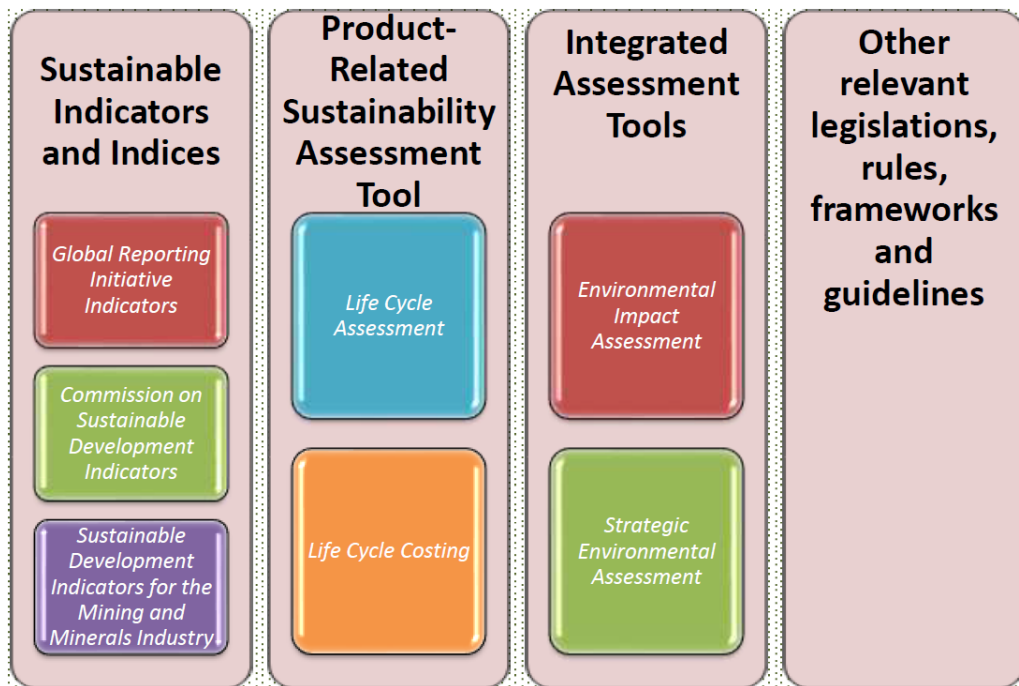 Sustainable
Indicators
and Indices
Global Reporting
Initiative
Indicators
Commission on
Sustainable
Development
Indicators
Sustainable
Development
Indicators for the
Mining and
Minerals Industry
Product-
Related
Sustainability
Assessment
Tool
Life Cycle
Assessment
Life Cycle Costing
Integrated
Assessment
Tools
Environmental
Impact
Assessment
Strategic
Environmental
Assessment
Other
relevant
legislations,
rules,
frameworks
and
guidelines